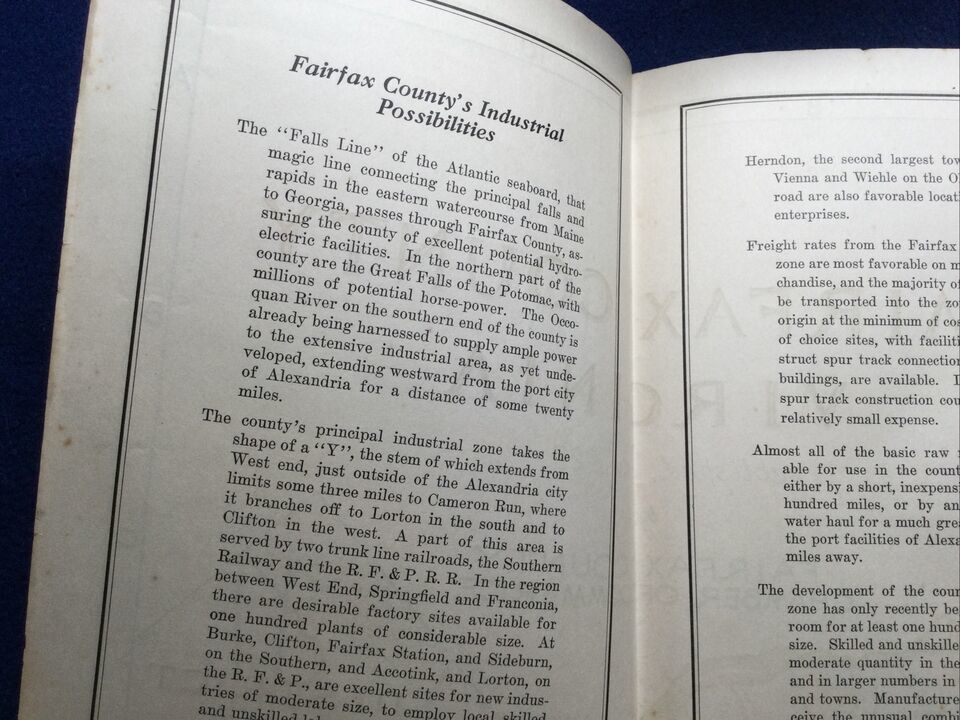 Fairfax County's Industrial
Possibilities
The "Falls Line" of the Atlantic seaboard, that
magic line connecting the principal falls and
rapids in the eastern watercourse from Maine
to Georgia, passes through Fairfax County, as-
suring the county of excellent potential hydro-
electric facilities. In the northern part of the
county are the Great Falls of the Potomac, with
millions of potential horse-power. The Occo-
quan River on the southern end of the county is
already being harnessed to supply ample power
to the extensive industrial area, as yet unde-
veloped, extending westward from the port city
of Alexandria for a distance of some twenty
miles.
The county's principal industrial zone takes the
shape of a "Y", the stem of which extends from
West end, just outside of the Alexandria city
limits some three miles to Cameron Run, where
it branches off to Lorton in the south and to
Clifton in the west. A part of this area is
served by two trunk line railroads, the Southern
Railway and the R. F. & P. R. R. In the region
between West End, Springfield and Franconia,
there are desirable factory sites available for
one hundred plants of considerable size. At
Burke, Clifton, Fairfax Station, and Sideburn,
on the Southern, and Accotink, and Lorton, on
the R. F. & P., are excellent sites for new indus-
tries of moderate size, to employ local skilled
and unskilled
Herndon, the second largest
Vienna and Wiehle on the
road are also favorable
enterprises.
Freight rates from the Fairfax
zone are most favorable on
chandise, and the majority of
be transported into the
origin at the minimum of
of choice sites, with
struct spur track
buildings, are available.
spur track construction
relatively small expense.
Almost all of the basic raw
able for use in the
either by a short,
hundred miles, or by
water haul for a much
the port facilities of
miles away.
The development of the
zone has only recently
room for at least one
size. Skilled and
moderate quantity in the
and in larger numbers in
and towns.
ceive the unusual